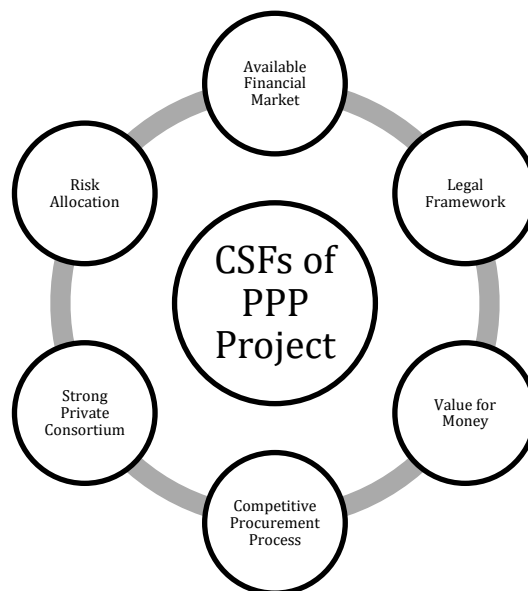 Available
Financial
Market
Risk
Allocation
Legal
Framework
CSFs of
PPP
Project
Strong
Private
Consortium
Value for
Money
Competitive
Procurement
Process